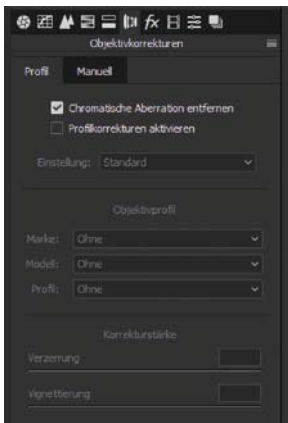 fx
Objektivkorrekturen
Profil Manuell
Chromatische Aberration entfernen
Profilkorrekturen aktivieren
Einstellung: Standard
Objektivprofil
Marke: Ohne
Modell: Ohne
Profil: Ohne
Korrekturstärke
Verzerrung
Vignettierung